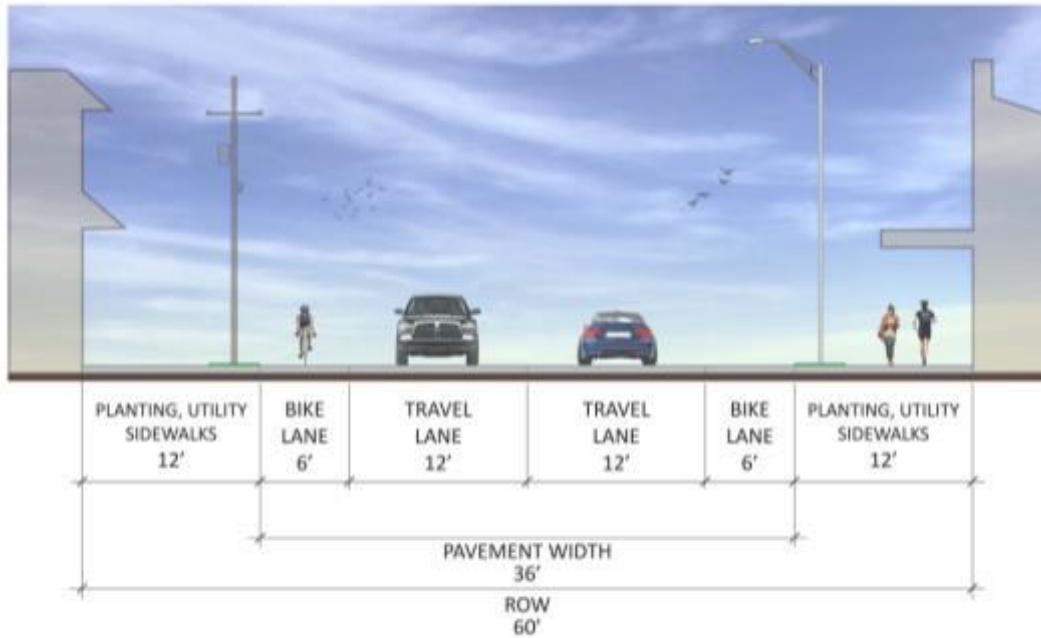 PLANTING, UTILITY
SIDEWALKS
12'
BIKE
LANE
6'
TRAVEL
LANE
12'
TRAVEL
LANE
12'
BIKE
LANE
6'
PLANTING, UTILITY
SIDEWALKS
12'
PAVEMENT WIDTH
36'
ROW
60'